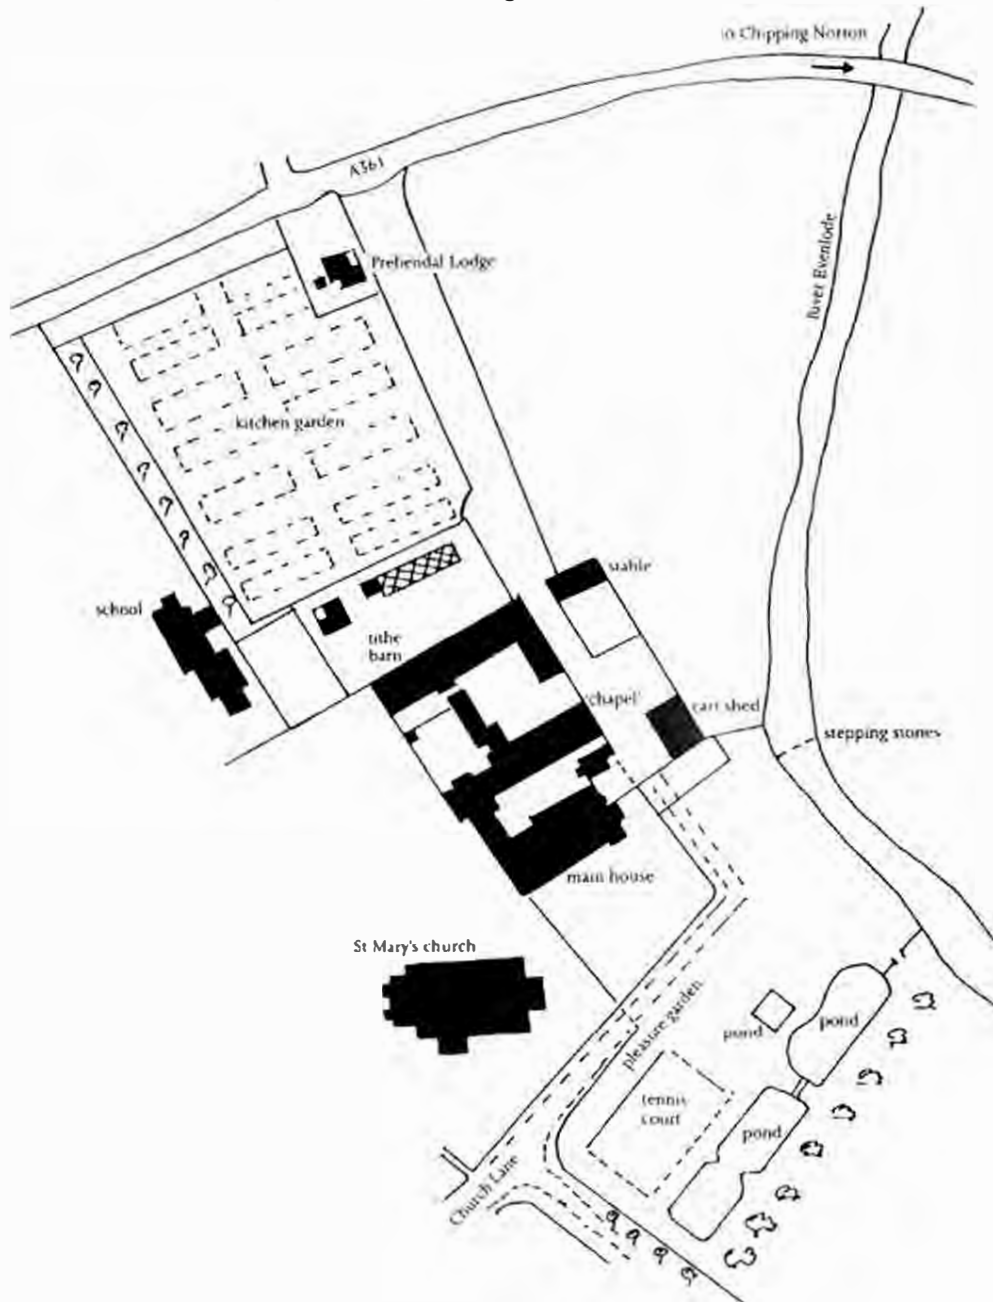 to Chipping Norton
A361
Prebendal Lodge
River Evenlode
kitchen garden
stable
school
tithe
barn
'chapel'
cart shed
stepping stones
main house
St Mary's church
pleasure garden
pond
pond
tennis
court
pond
Church Lane